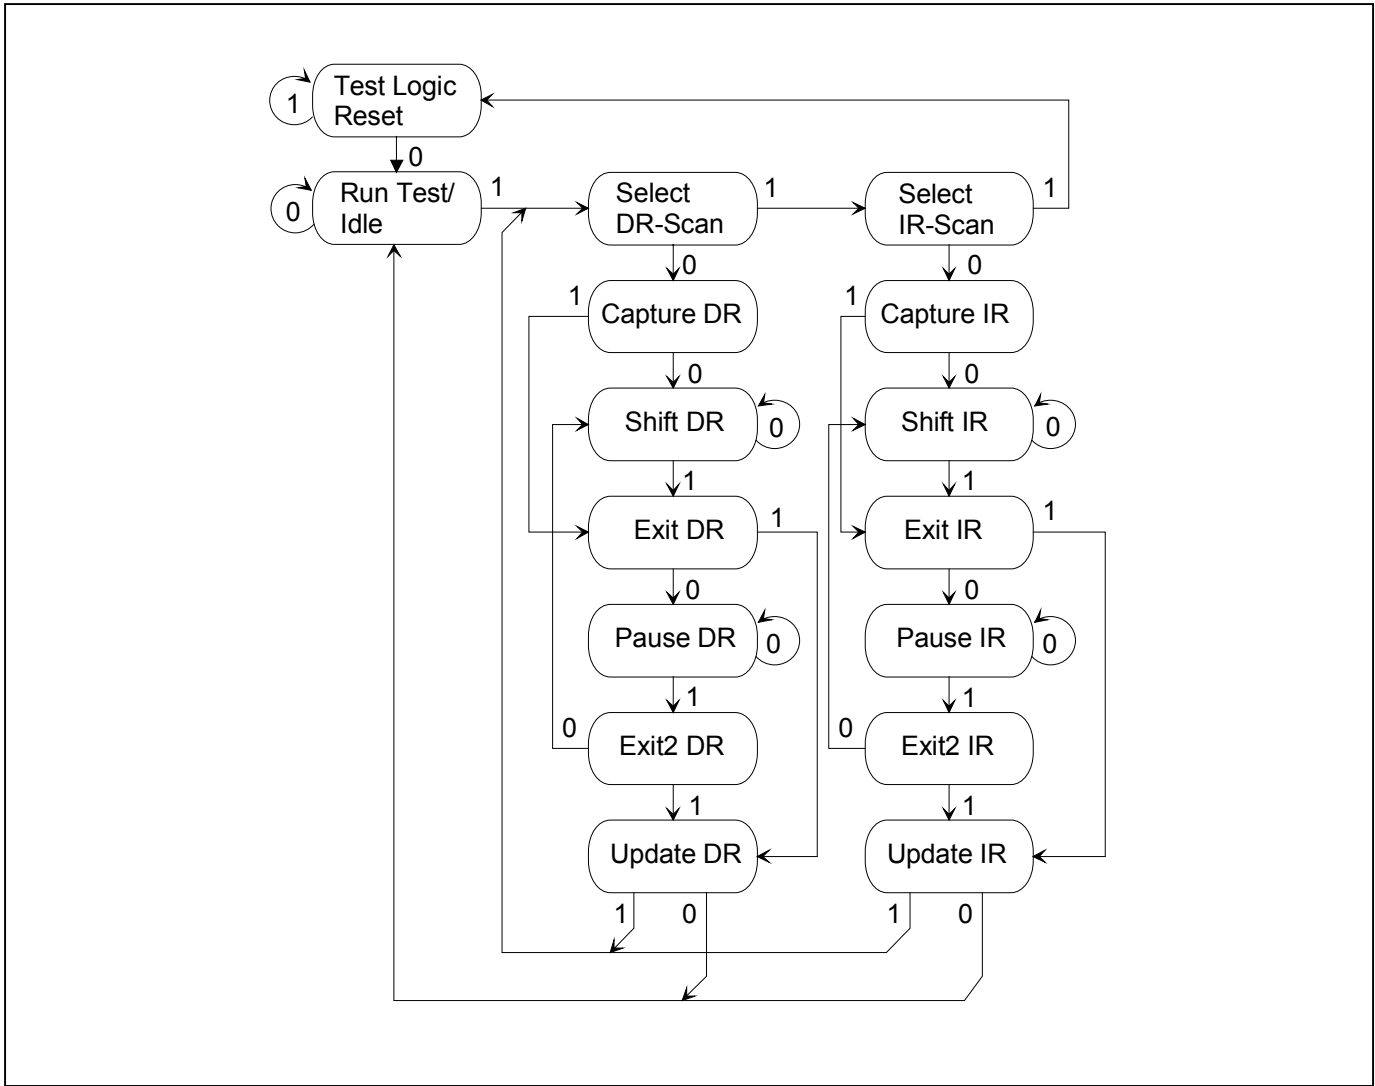 Test Logic
Reset
1
0
Run Test/
Idle
0
1
Select
DR-Scan
1
Select
IR-Scan
1
0
0
1
Capture DR
1
Capture IR
0
0
Shift DR
0
Shift IR
0
1
1
Exit DR
1
Exit IR
1
0
0
Pause DR
0
Pause IR
0
1
1
0
Exit2 DR
0
Exit2 IR
1
1
Update DR
Update IR
1
0
1
0